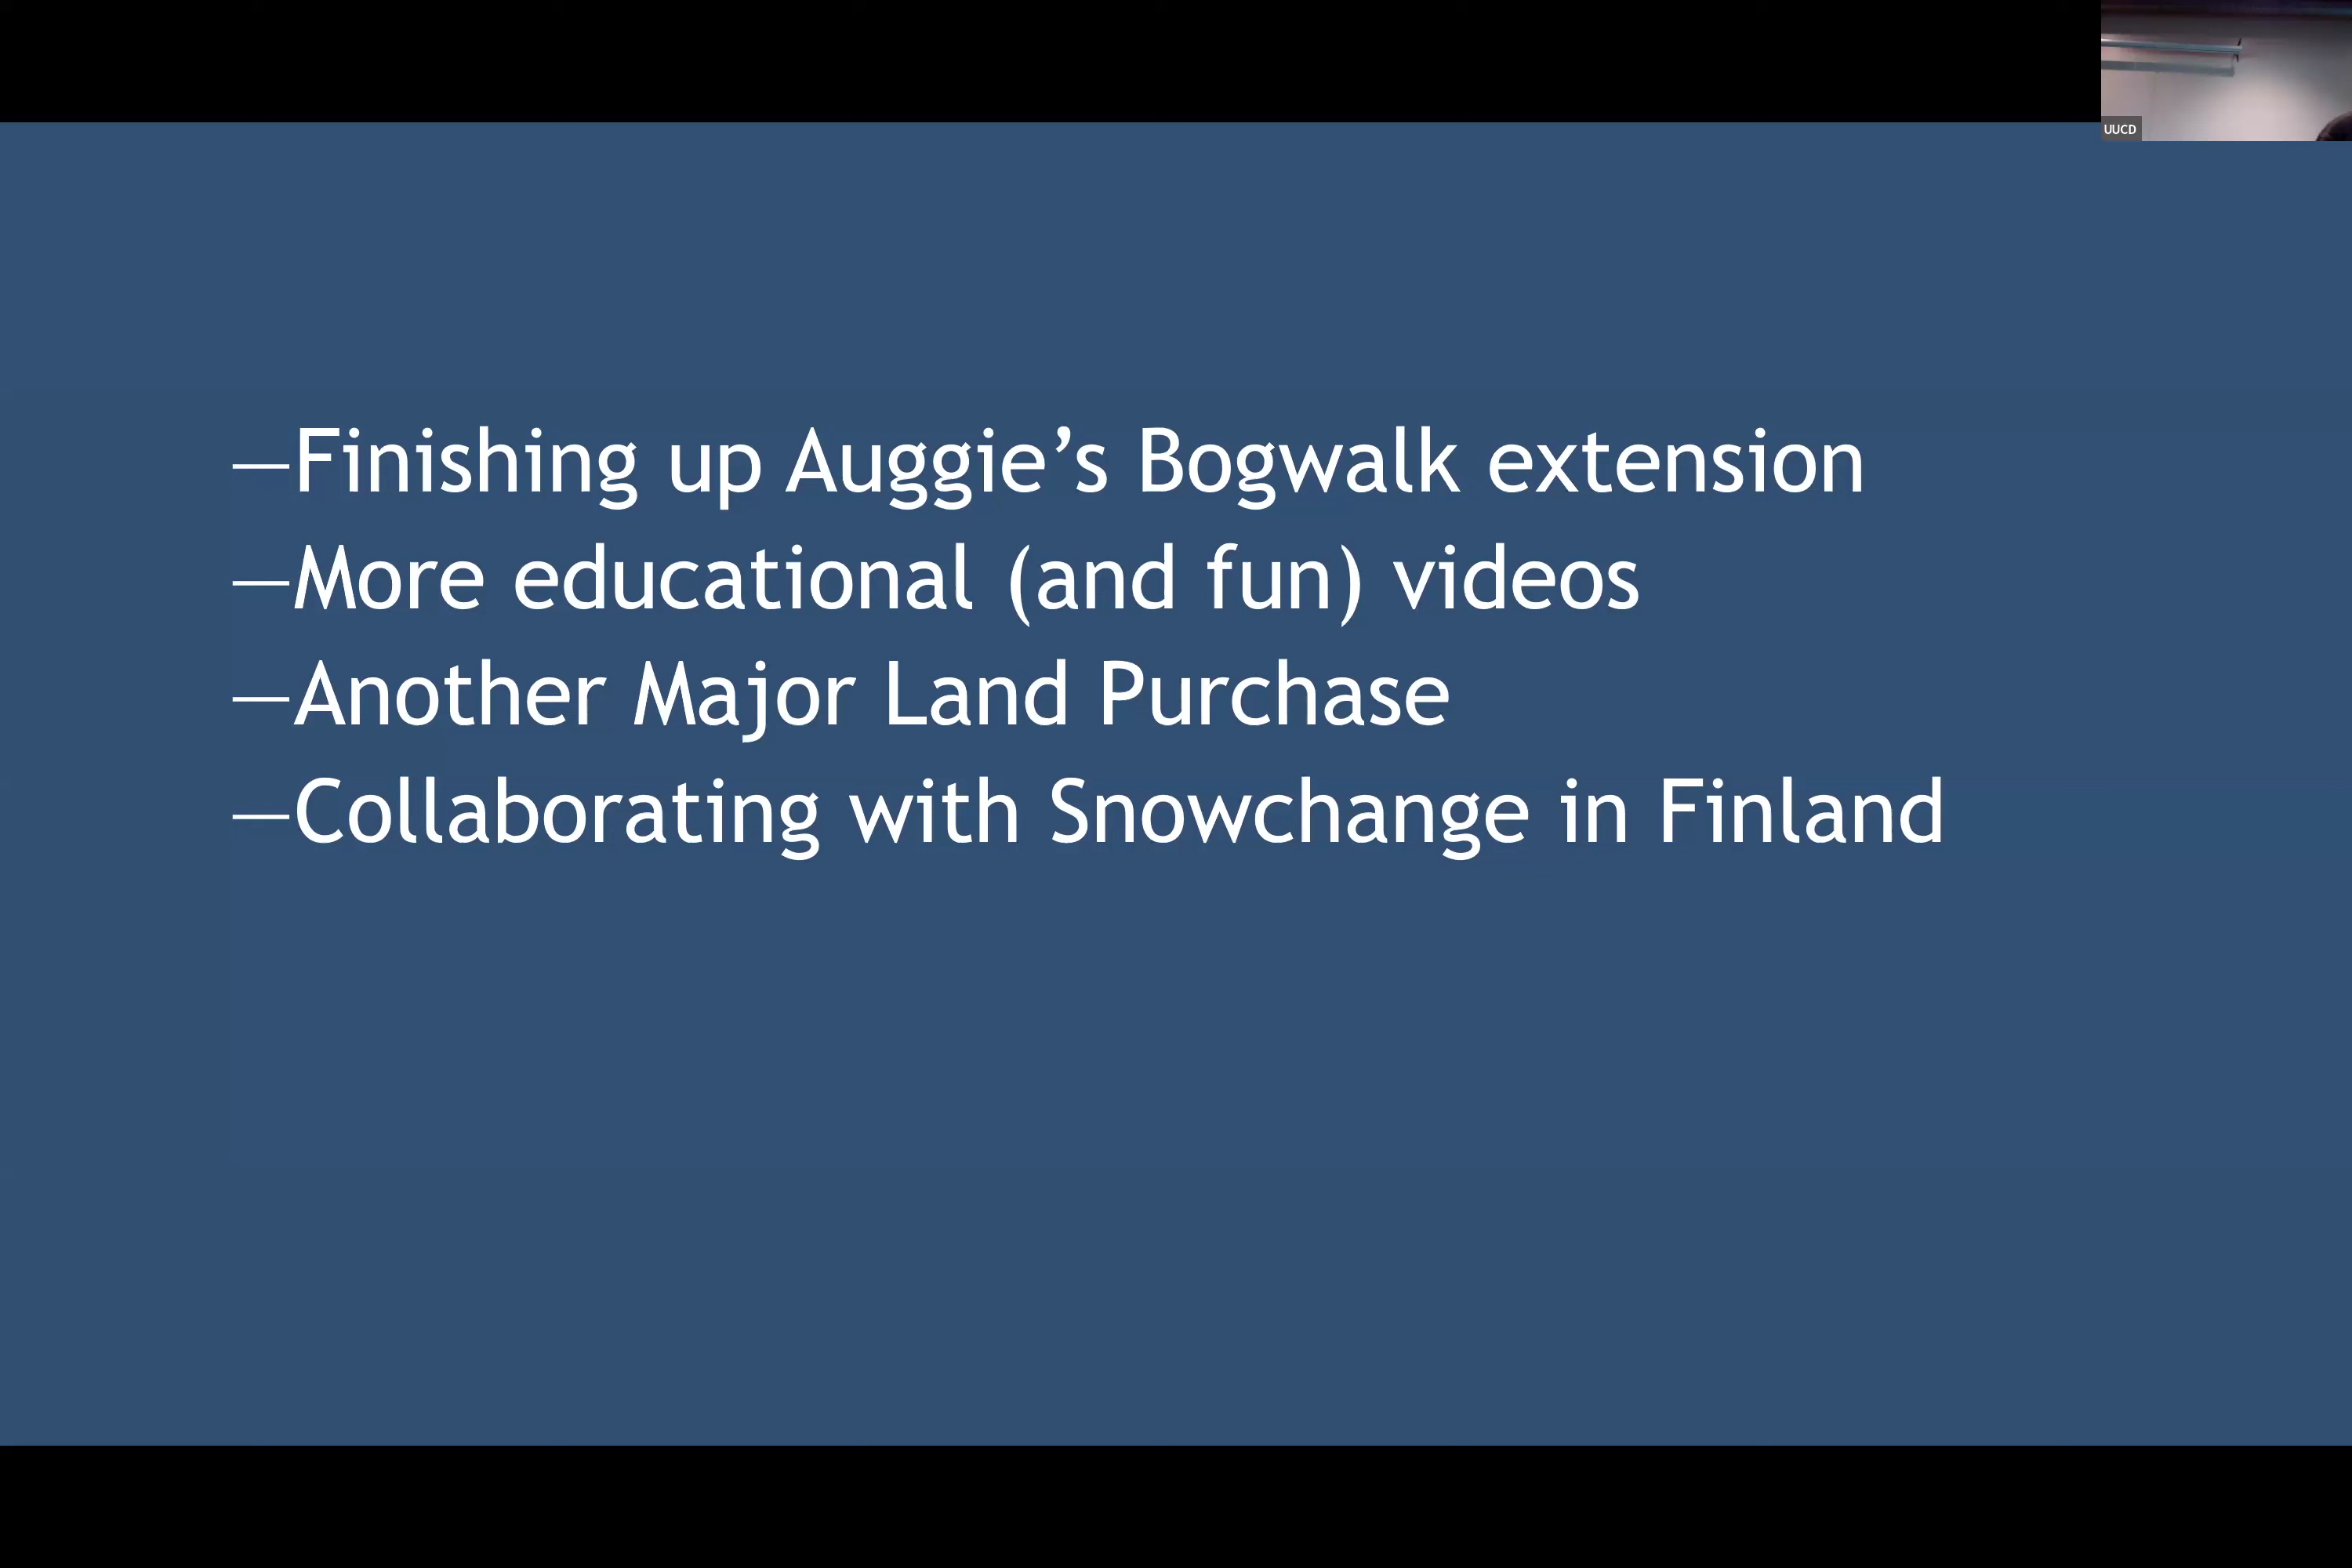 UUCD
—Finishing up Auggie’s Bogwalk extension
—More educational (and fun) videos
—Another Major Land Purchase
—Collaborating with Snowchange in Finland